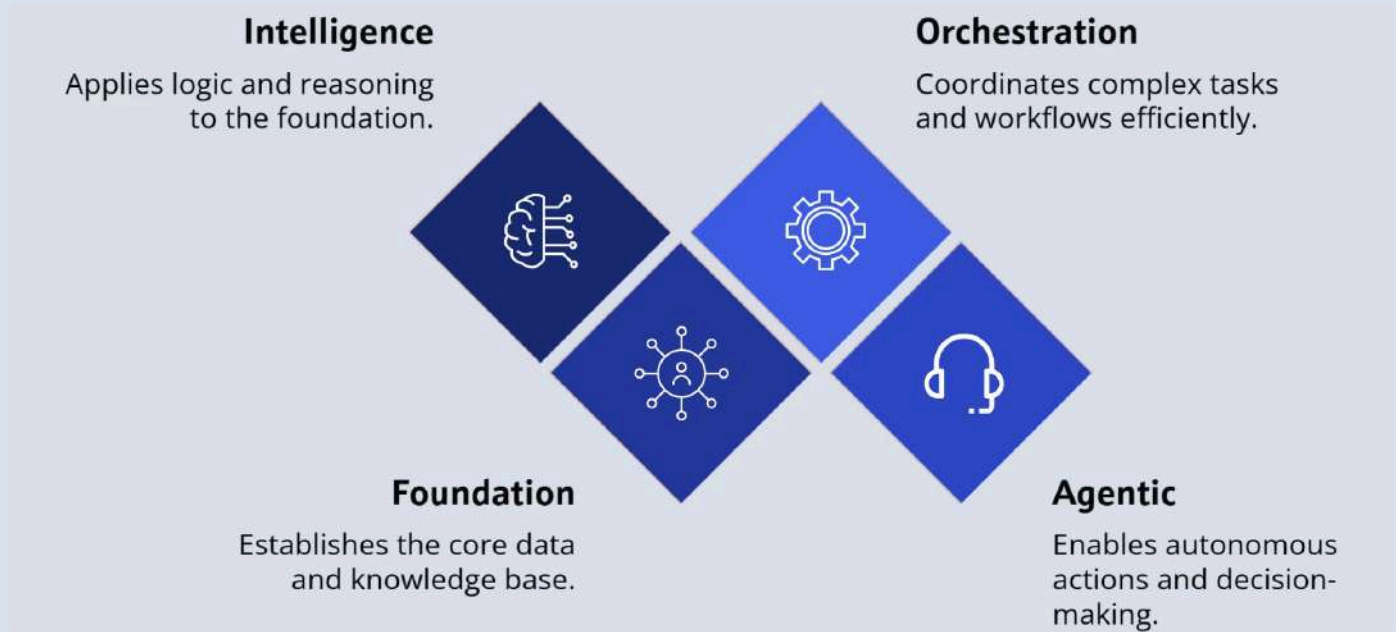 Intelligence
Applies logic and reasoning
to the foundation.
Orchestration
Coordinates complex tasks
and workflows efficiently.
Foundation
Establishes the core data
and knowledge base.
Agentic
Enables autonomous
actions and decision-
making.